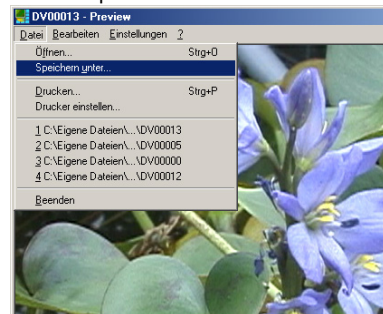 DV00013 - Preview
Datei Bearbeiten Einstellungen ?
Öffnen... Strg+O
Speichern unter...
Drucken... Strg+P
Drucker einstellen...
1 C:\Eigene Dateien\...\DV00013
2 C:\Eigene Dateien\...\DV00005
3 C:\Eigene Dateien\...\DV00000
4 C:\Eigene Dateien\...\DV00012
Beenden